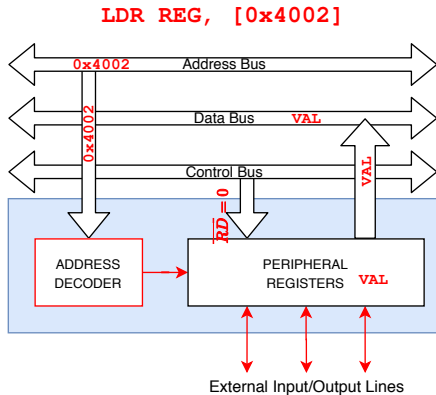 LDR REG, [0x4002]
0x4002 Address Bus
0x4002
Data Bus VAL
VAL
Control Bus
R̅D̅=0
ADDRESS
DECODER
PERIPHERAL
REGISTERS VAL
External Input/Output Lines